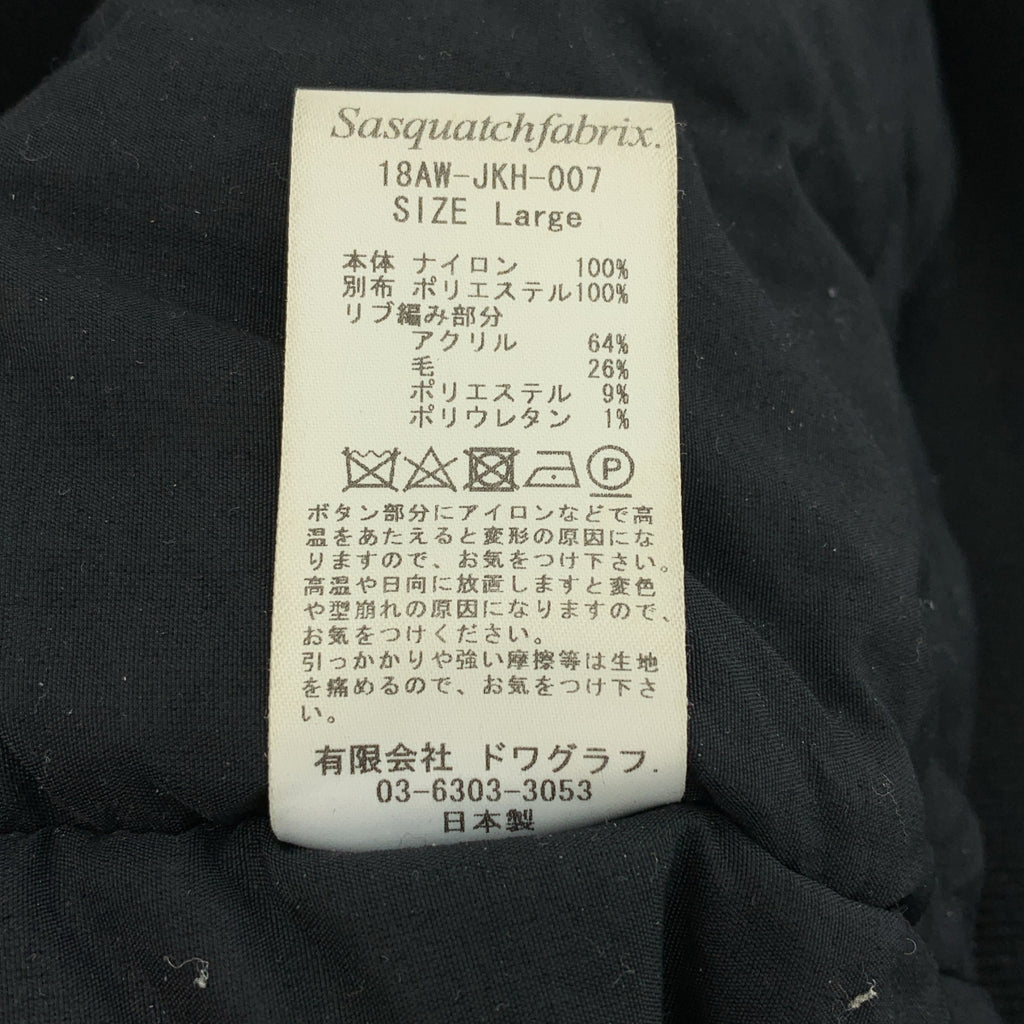 Sasquatchfabrix.
18AW-JKH-007
SIZE Large
本体 ナイロン 100%
別布 ポリエステル100%
リブ編み部分
アクリル 64%
毛 26%
ポリエステル 9%
ポリウレタン 1%
P
ボタン部分にアイロンなどで高
温をあたえると変形の原因にな
りますので、お気をつけ下さい。
高温や日向に放置しますと変色
や型崩れの原因になりますので、
お気をつけください。
引っかかりや強い摩擦等は生地
を痛めるので、お気をつけ下さ
い。
有限会社 ドワグラフ.
03-6303-3053
日本製